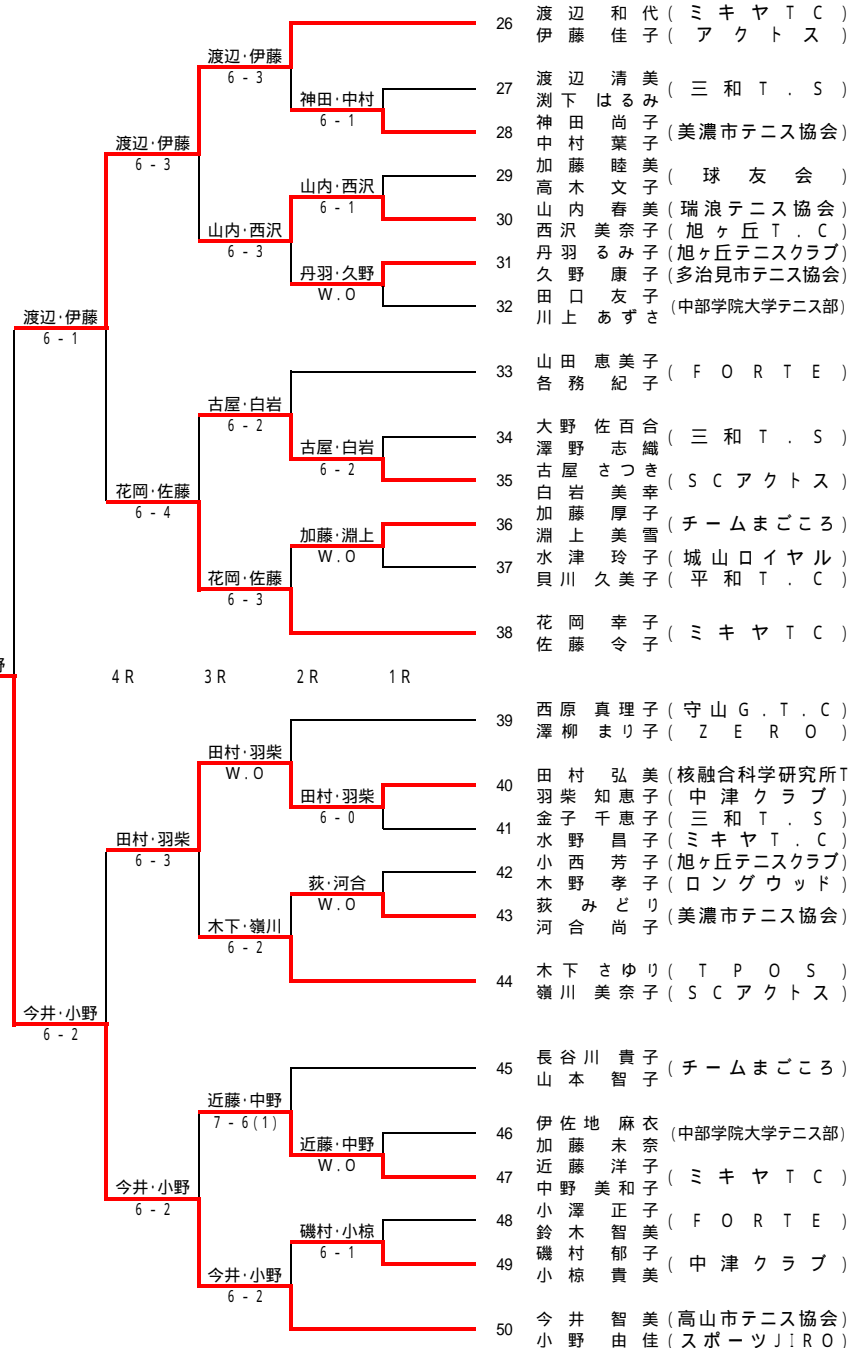 26 渡辺 和代 (ミキヤTC)
伊藤 佳子 (アクトス)
渡辺・伊藤
6 - 3
27 渡辺 清美 (三和T.S)
渕下 はるみ
神田・中村
6 - 1
28 神田 尚子 (美濃市テニス協会)
中村 葉子
渡辺・伊藤
6 - 3
29 加藤 睦美 (球友会)
高木 文子
山内・西沢
6 - 1
30 山内 春美 (瑞浪テニス協会)
西沢 美奈子 (旭ヶ丘T.C)
山内・西沢
6 - 3
31 丹羽 るみ子 (旭ヶ丘テニスクラブ)
久野 康子 (多治見市テニス協会)
丹羽・久野
W.O
32 田口 友子 (中部学院大学テニス部)
川上 あずさ
渡辺・伊藤
6 - 1
33 山田 恵美子 (FORTE)
各務 紀子
古屋・白岩
6 - 2
34 大野 佐百合 (三和T.S)
澤野 志織
古屋・白岩
6 - 2
35 古屋 さつき (SCアクトス)
白岩 美幸
花岡・佐藤
6 - 4
36 加藤 厚子 (チームまごころ)
淵上 美雪
加藤・淵上
W.O
37 水津 玲子 (城山ロイヤル)
貝川 久美子 (平和T.C)
花岡・佐藤
6 - 3
38 花岡 幸子 (ミキヤTC)
佐藤 令子
野
4R 3R 2R 1R
39 西原 真理子 (守山G.T.C)
澤柳 まり子 (ZERO)
田村・羽柴
W.O
40 田村 弘美 (核融合科学研究所T
羽柴 知恵子 (中津クラブ)
田村・羽柴
6 - 0
41 金子 千恵子 (三和T.S)
水野 昌子 (ミキヤT.C)
田村・羽柴
6 - 3
42 小西 芳子 (旭ヶ丘テニスクラブ)
木野 孝子 (ロングウッド)
荻・河合
W.O
43 荻 みどり (美濃市テニス協会)
河合 尚子
木下・嶺川
6 - 2
44 木下 さゆり (TPOS)
嶺川 美奈子 (SCアクトス)
今井・小野
6 - 2
45 長谷川 貴子 (チームまごころ)
山本 智子
近藤・中野
7 - 6(1)
46 伊佐地 麻衣 (中部学院大学テニス部)
加藤 未奈
近藤・中野
W.O
47 近藤 洋子 (ミキヤTC)
中野 美和子
今井・小野
6 - 2
48 小澤 正子 (FORTE)
鈴木 智美
磯村・小椋
6 - 1
49 磯村 郁子 (中津クラブ)
小椋 貴美
今井・小野
6 - 2
50 今井 智美 (高山市テニス協会)
小野 由佳 (スポーツJIRO)